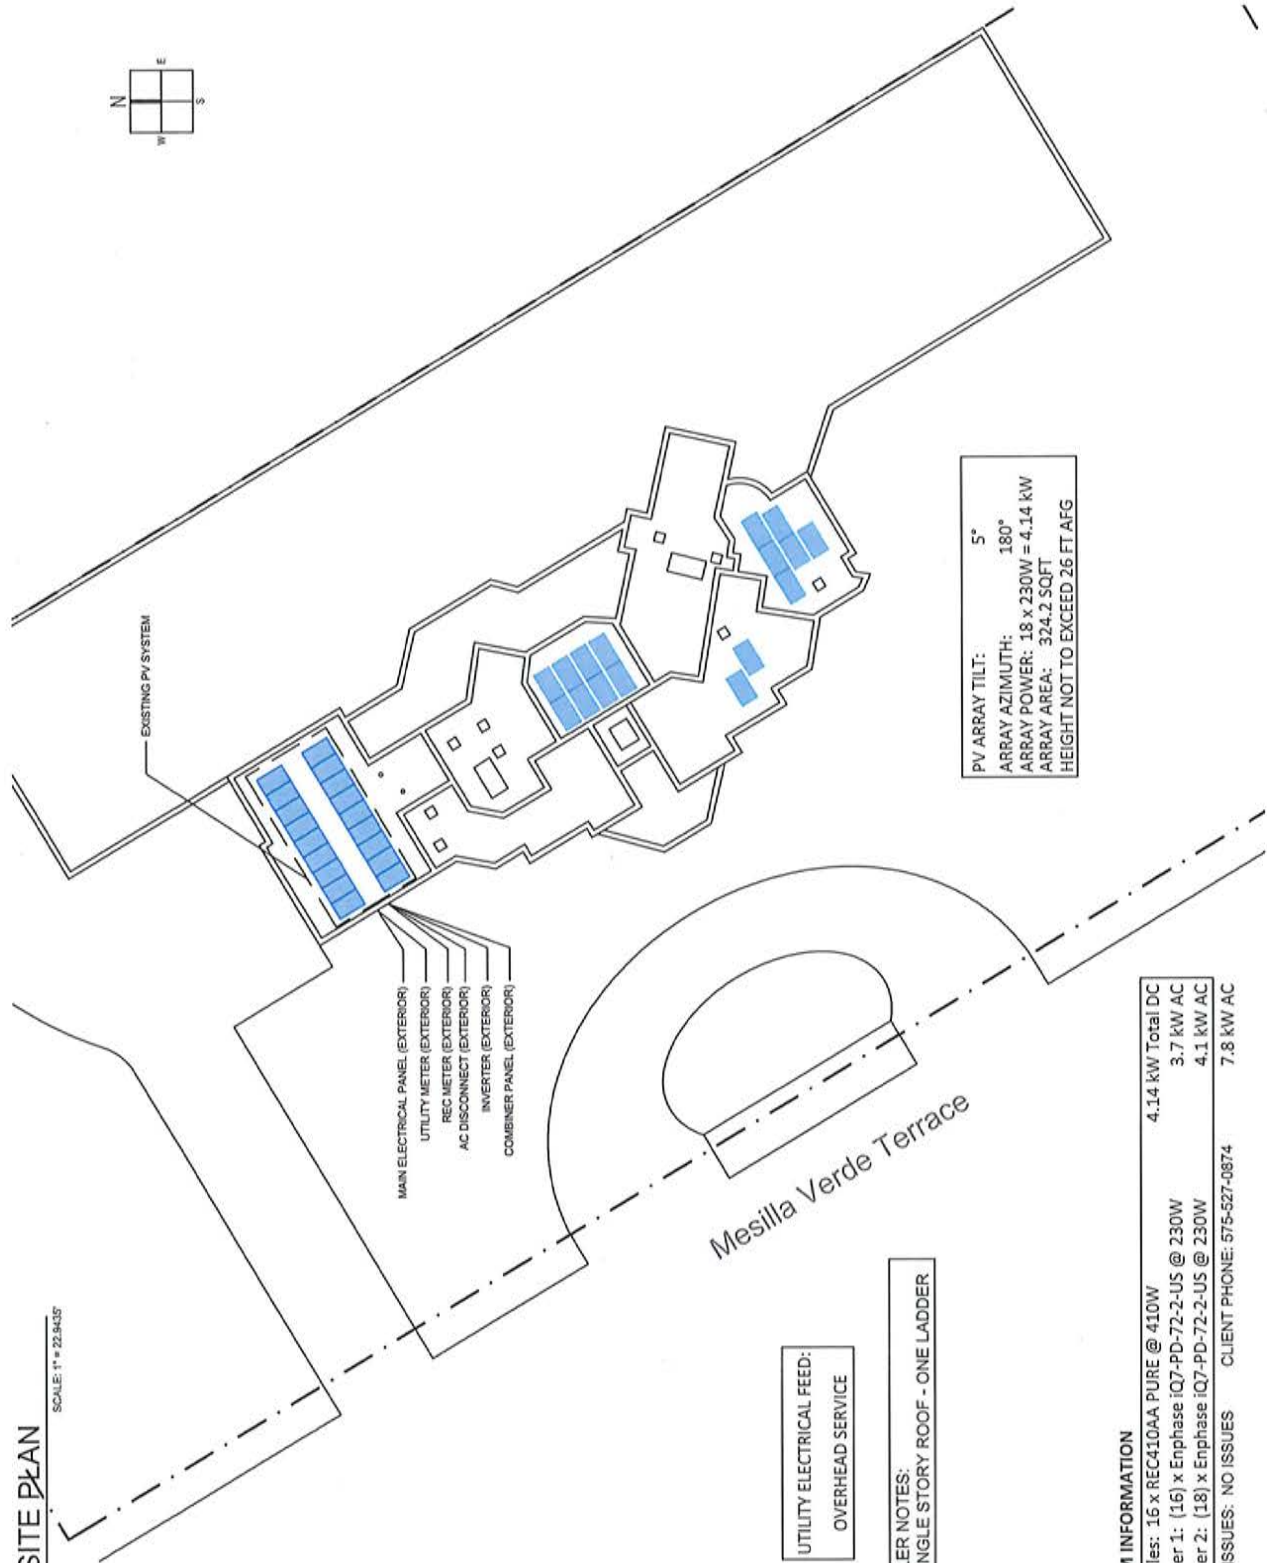 SITE PLAN
SCALE: 1" = 22.9435'
N
W
E
S
EXISTING PV SYSTEM
MAIN ELECTRICAL PANEL (EXTERIOR)
UTILITY METER (EXTERIOR)
REC METER (EXTERIOR)
AC DISCONNECT (EXTERIOR)
INVERTER (EXTERIOR)
COMBINER PANEL (EXTERIOR)
Mesilla Verde Terrace
PV ARRAY TILT: 5°
ARRAY AZIMUTH: 180°
ARRAY POWER: 18 x 230W = 4.14 kW
ARRAY AREA: 324.2 SQFT
HEIGHT NOT TO EXCEED 26 FT AFG
UTILITY ELECTRICAL FEED:
OVERHEAD SERVICE
ER NOTES:
NGLE STORY ROOF - ONE LADDER
INFORMATION
les: 16 x REC410AA PURE @ 410W 4.14 kW Total DC
er 1: (16) x Enphase iQ7-PD-72-2-US @ 230W 3.7 kW AC
er 2: (18) x Enphase iQ7-PD-72-2-US @ 230W 4.1 kW AC
SSUES: NO ISSUES CLIENT PHONE: 575-527-0874 7.8 kW AC